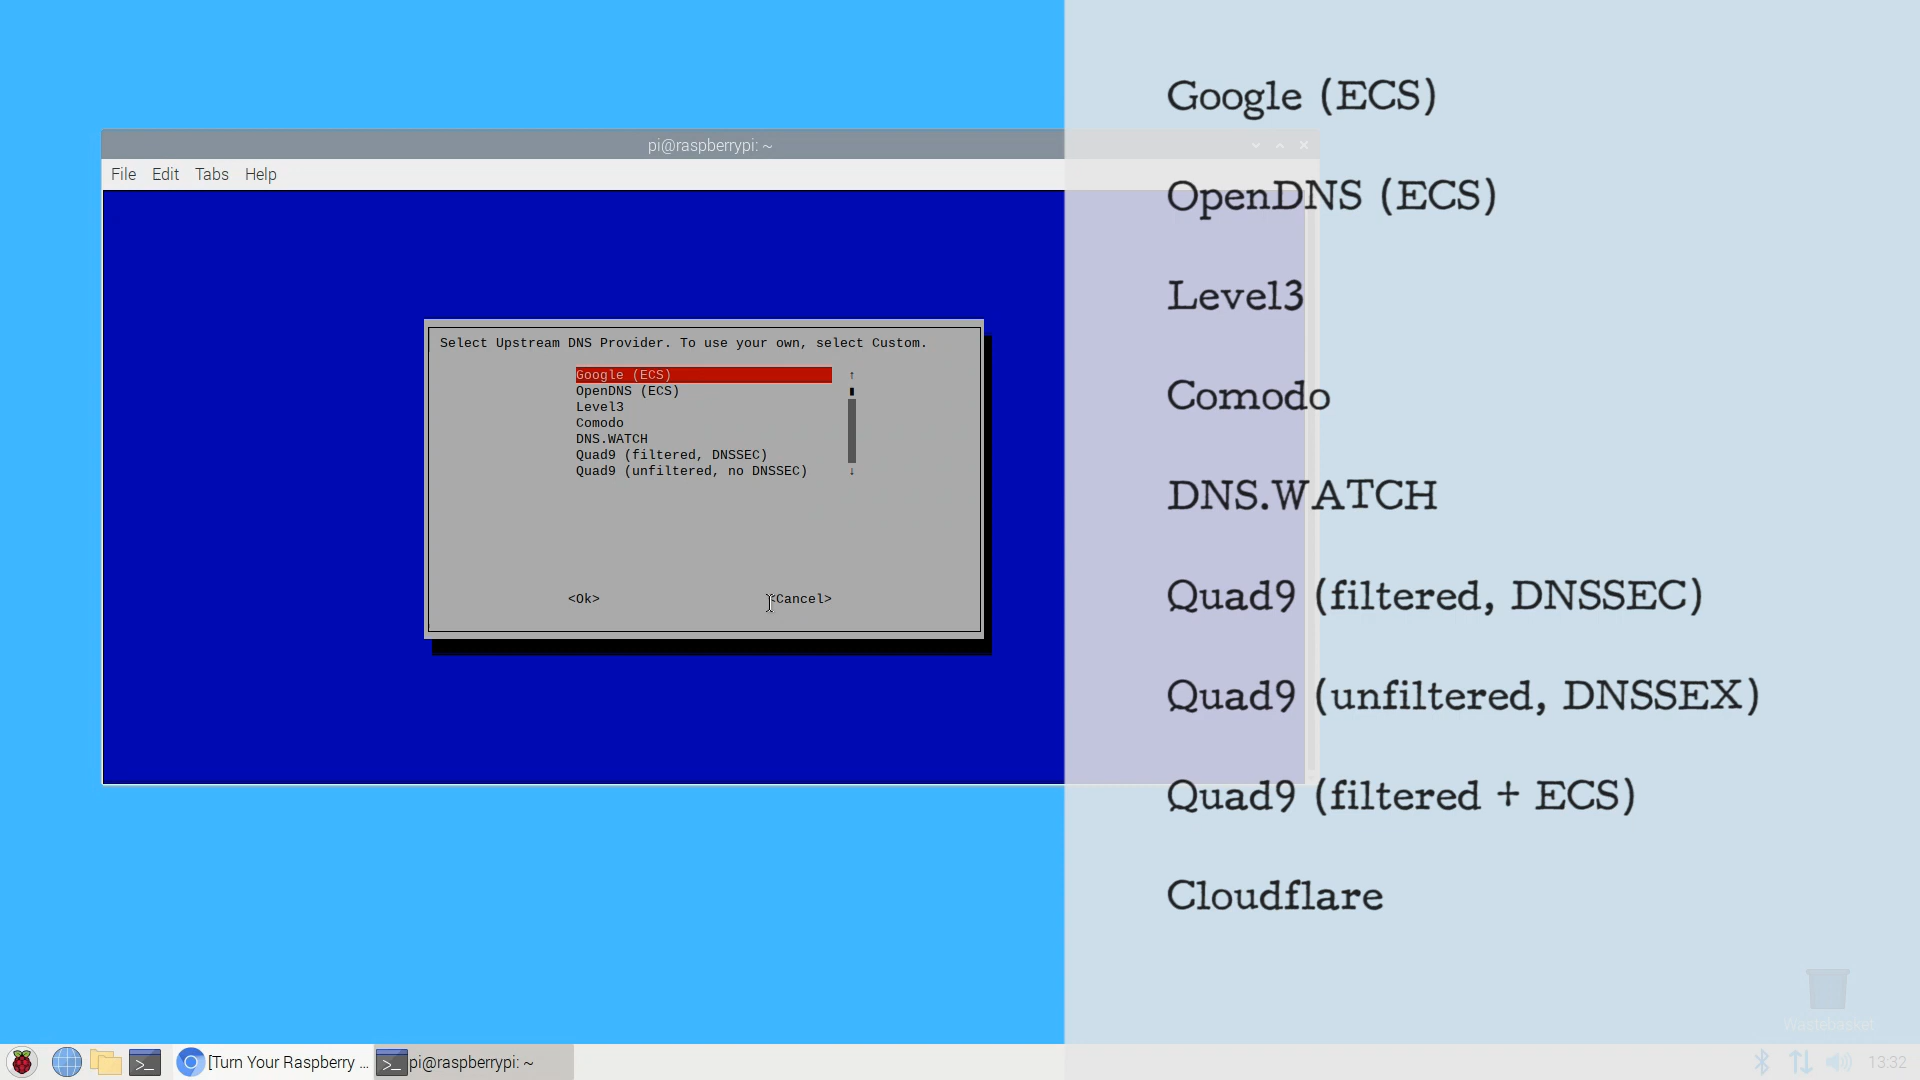 pi@raspberrypi: ~
File Edit Tabs Help
Select Upstream DNS Provider. To use your own, select Custom.
Google (ECS)
OpenDNS (ECS)
Level3
Comodo
DNS.WATCH
Quad9 (filtered, DNSSEC)
Quad9 (unfiltered, no DNSSEC)
<Ok>
<Cancel>
Google (ECS)
OpenDNS (ECS)
Level3
Comodo
DNS.WATCH
Quad9 (filtered, DNSSEC)
Quad9 (unfiltered, DNSSEX)
Quad9 (filtered + ECS)
Cloudflare
Wastebasket
[Turn Your Raspberry ...
pi@raspberrypi: ~
13:32